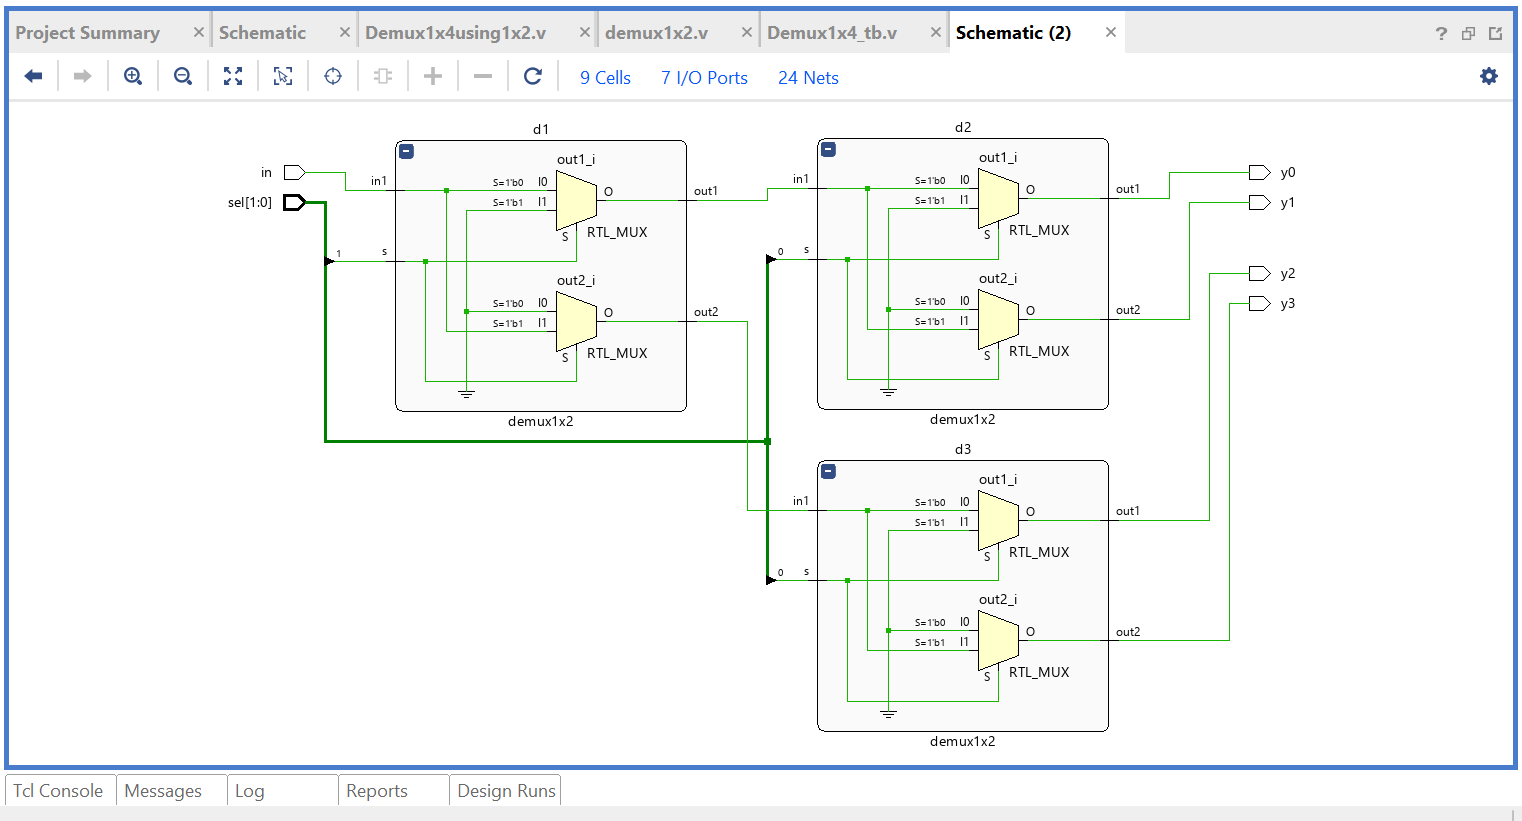 Project Summary × Schematic × Demux1x4using1x2.v × demux1x2.v × Demux1x4_tb.v × Schematic (2) × ?
9 Cells 7 I/O Ports 24 Nets
d1
out1_i
in
in1
S=1'b0 I0
S=1'b1 I1
O
out1
S
RTL_MUX
sel[1:0]
1
s
out2_i
S=1'b0 I0
S=1'b1 I1
O
out2
S
RTL_MUX
demux1x2
d2
out1_i
in1
S=1'b0 I0
S=1'b1 I1
O
out1
S
RTL_MUX
0
s
out2_i
S=1'b0 I0
S=1'b1 I1
O
out2
S
RTL_MUX
demux1x2
y0
y1
y2
y3
d3
out1_i
in1
S=1'b0 I0
S=1'b1 I1
O
out1
S
RTL_MUX
0
s
out2_i
S=1'b0 I0
S=1'b1 I1
O
out2
S
RTL_MUX
demux1x2
Tcl Console Messages Log Reports Design Runs